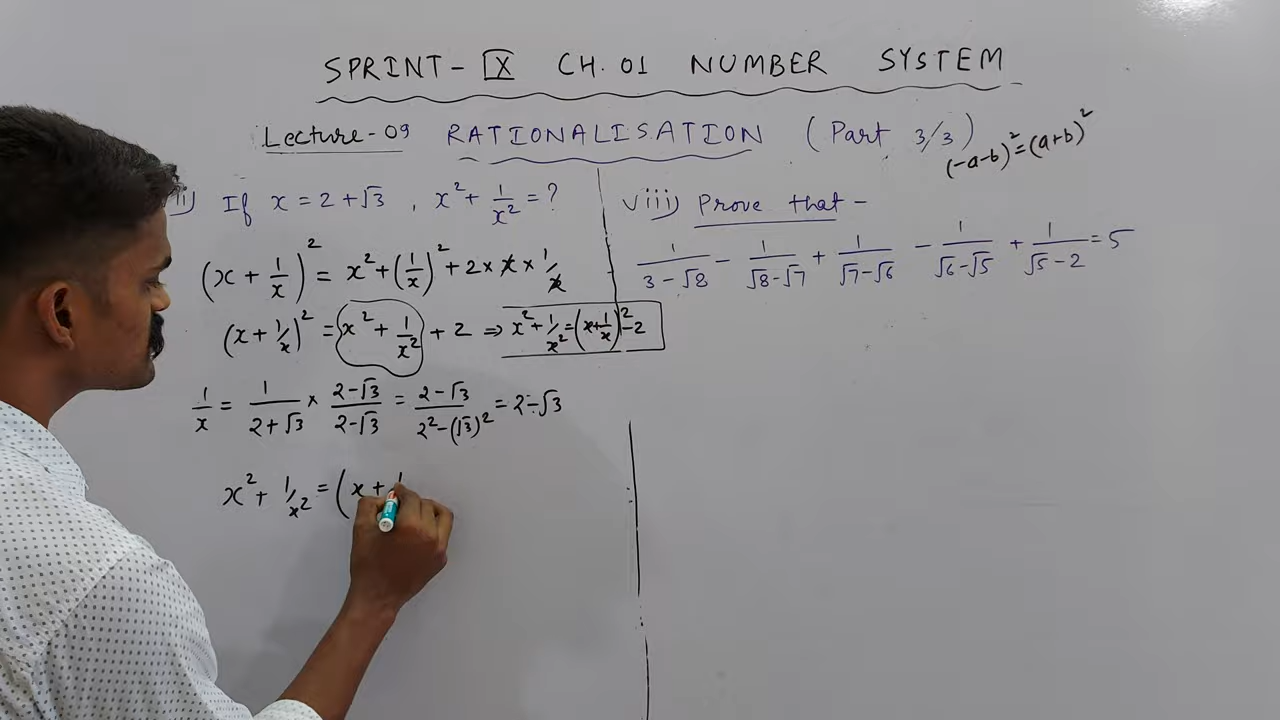 SPRINT-IX CH.01 NUMBER SYSTEM
Lecture-09 RATIONALISATION (Part 3/3)
(-a-b)² = (a+b)²
ii) If x = 2+√3 , x² + 1/x² = ?
(x + 1/x)² = x² + (1/x)² + 2 × x × 1/x
(x + 1/x)² = x² + 1/x² + 2 ⇒ x² + 1/x² = (x + 1/x)² - 2
1/x = 1/(2+√3) × (2-√3)/(2-√3) = (2-√3)/(2²-(√3)²) = 2-√3
x² + 1/x² = (x + 1
viii) Prove that -
1/(3-√8) - 1/(√8-√7) + 1/(√7-√6) - 1/(√6-√5) + 1/(√5-2) = 5